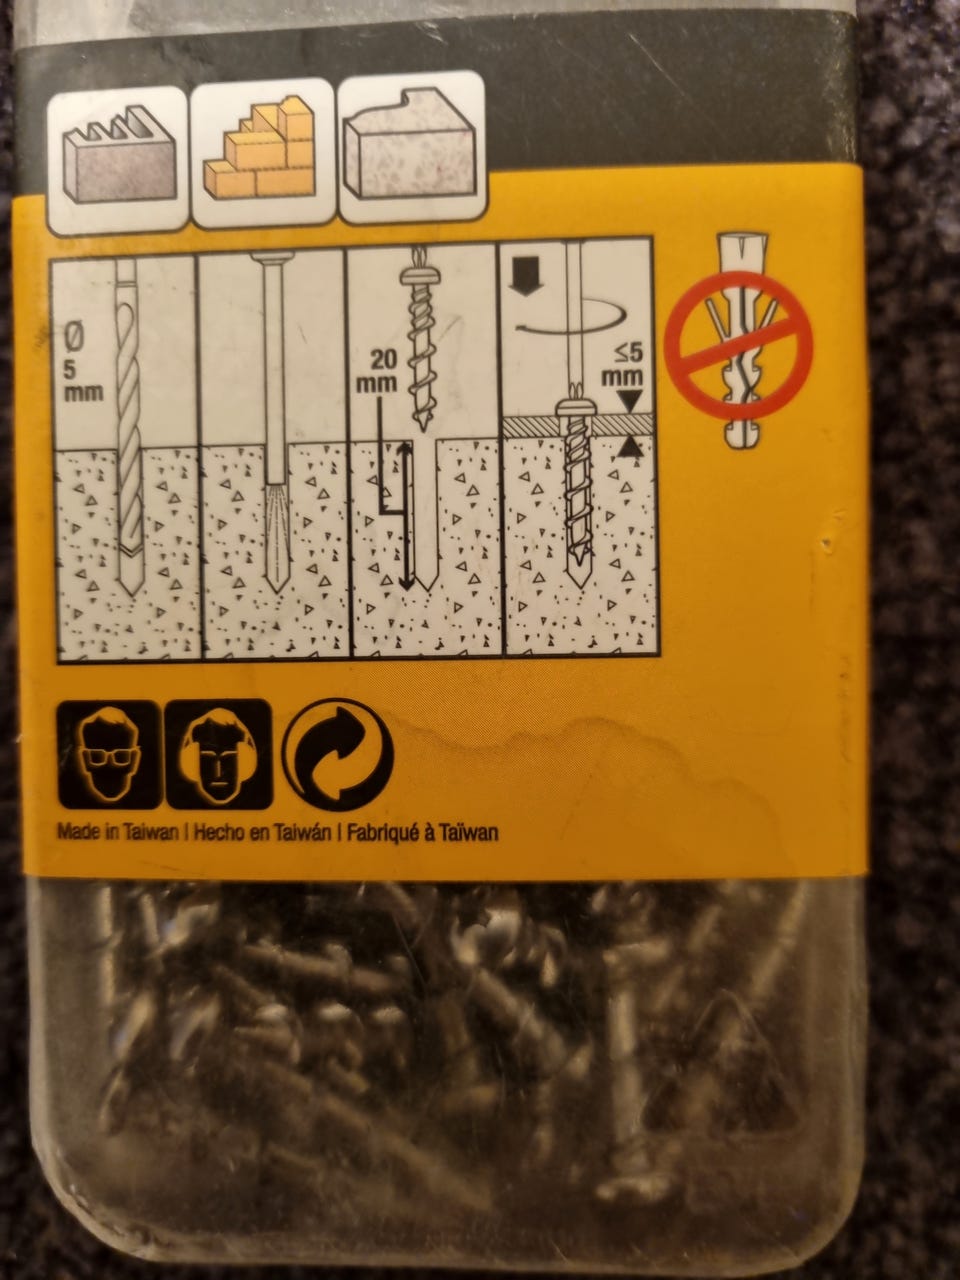 Ø
5
mm
20
mm
≤5
mm
Made in Taiwan | Hecho en Taiwán | Fabriqué à Taïwan